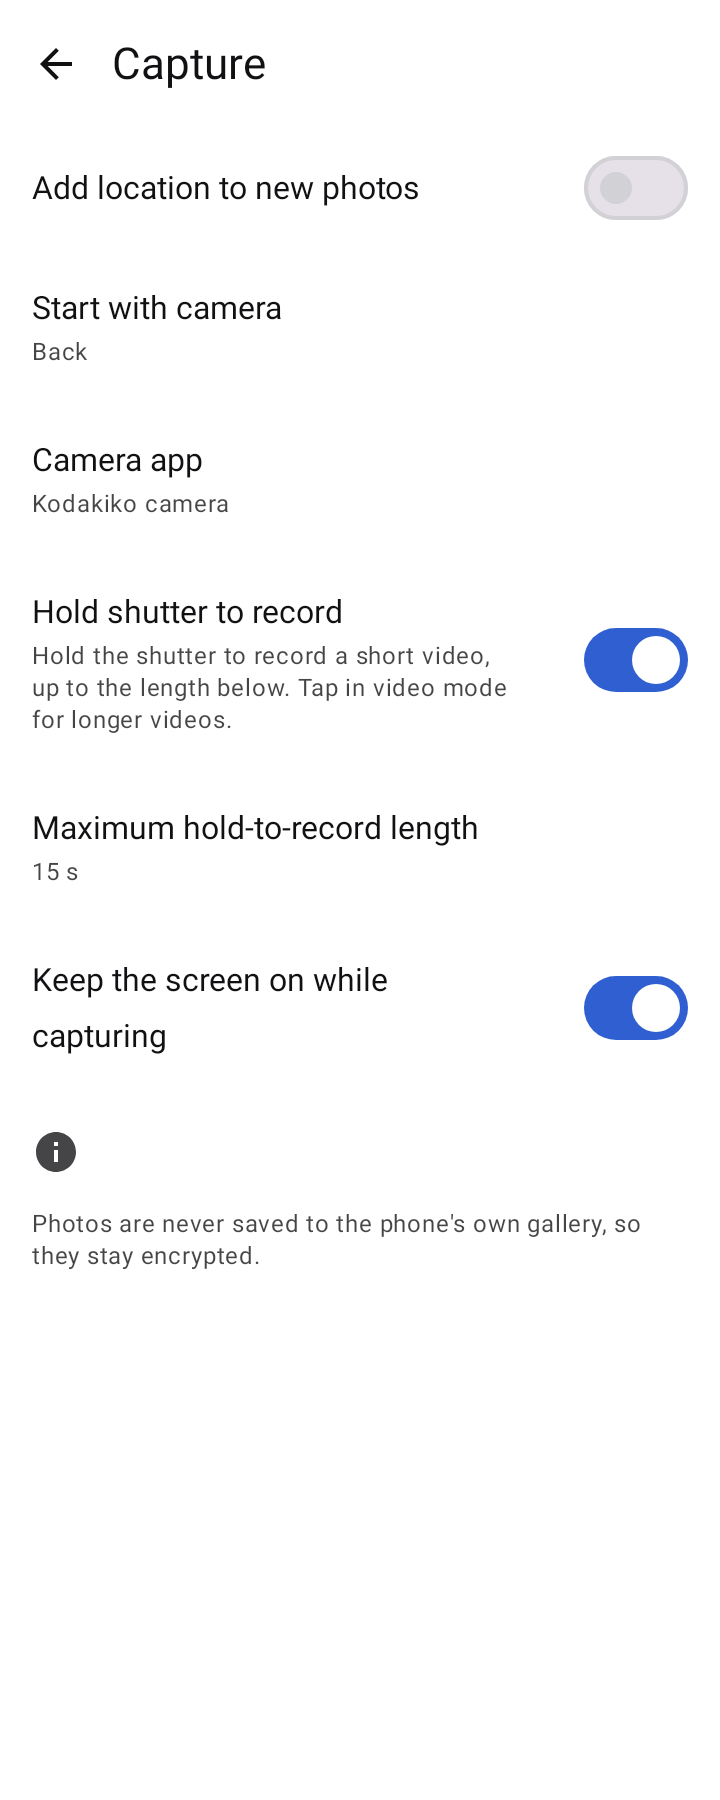 Capture
Add location to new photos
Start with camera
Back
Camera app
Kodakiko camera
Hold shutter to record
Hold the shutter to record a short video,
up to the length below. Tap in video mode
for longer videos.
Maximum hold-to-record length
15 s
Keep the screen on while
capturing
Photos are never saved to the phone's own gallery, so
they stay encrypted.